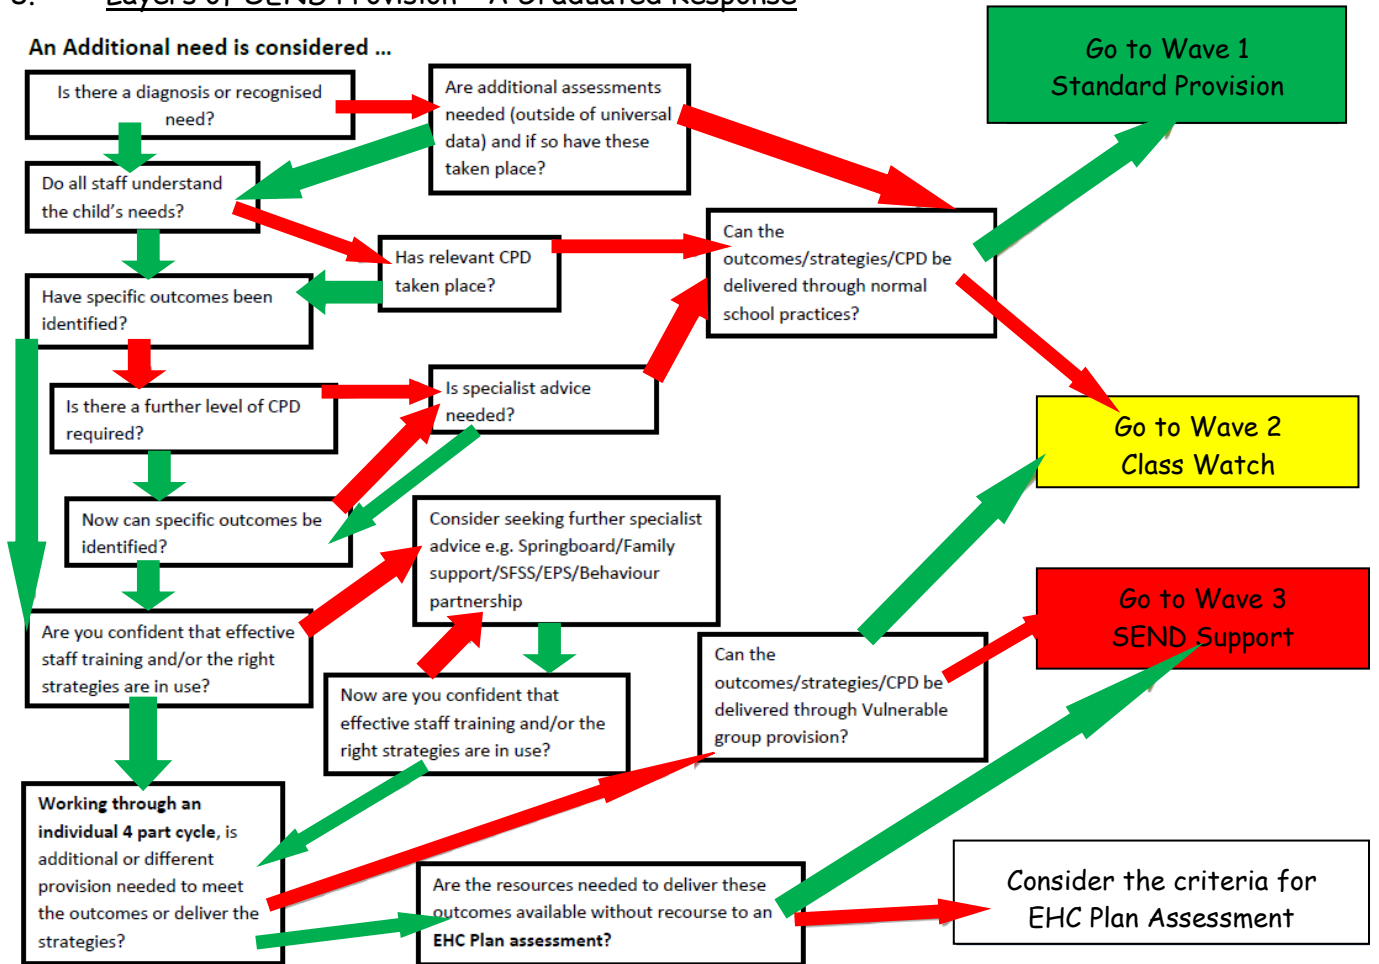 Layers of SEND Provision – A Graduated Response
An Additional need is considered ...
Is there a diagnosis or recognised
need?
Are additional assessments
needed (outside of universal
data) and if so have these
taken place?
Go to Wave 1
Standard Provision
Do all staff understand
the child's needs?
Has relevant CPD
taken place?
Can the
outcomes/strategies/CPD be
delivered through normal
school practices?
Have specific outcomes been
identified?
Is there a further level of CPD
required?
Is specialist advice
needed?
Go to Wave 2
Class Watch
Now can specific outcomes be
identified?
Consider seeking further specialist
advice e.g. Springboard/Family
support/SFSS/EPS/Behaviour
partnership
Go to Wave 3
SEND Support
Are you confident that effective
staff training and/or the right
strategies are in use?
Now are you confident that
effective staff training and/or the
right strategies are in use?
Can the
outcomes/strategies/CPD be
delivered through Vulnerable
group provision?
Working through an
individual 4 part cycle, is
additional or different
provision needed to meet
the outcomes or deliver the
strategies?
Are the resources needed to deliver these
outcomes available without recourse to an
EHC Plan assessment?
Consider the criteria for
EHC Plan Assessment